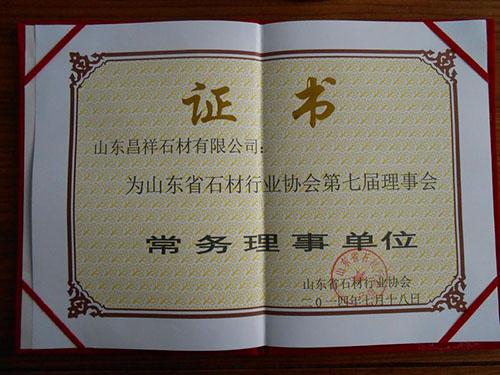 证书
山东昌祥石材有限公司：
为山东省石材行业协会第七届理事会
常务理事单位
山东省石材行业协会
二〇一四年七月十八日